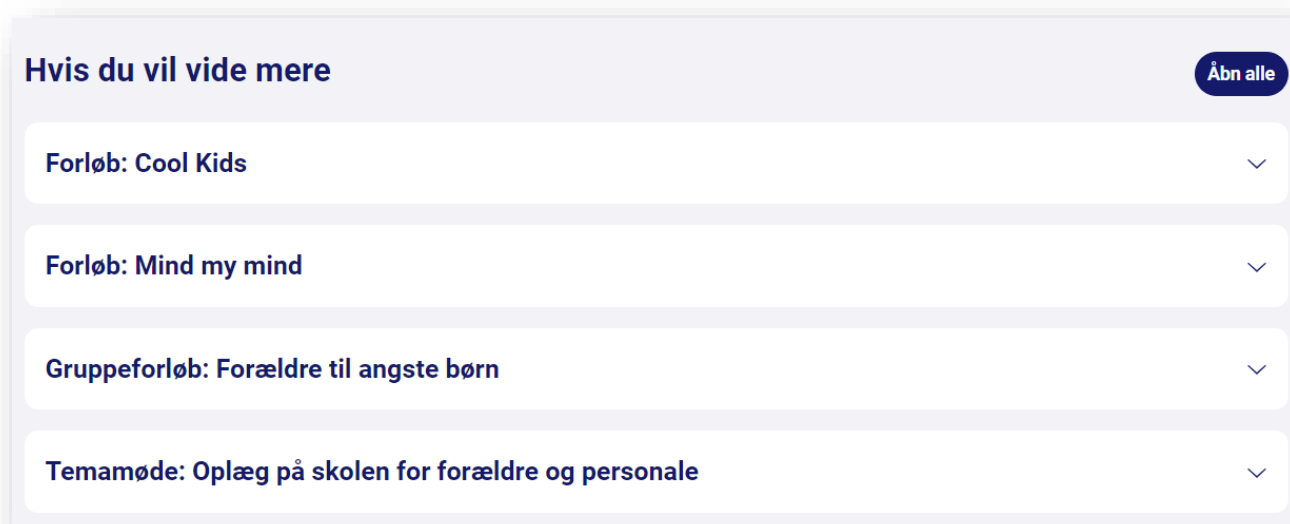 Hvis du vil vide mere
Åbn alle
Forløb: Cool Kids
Forløb: Mind my mind
Gruppeforløb: Forældre til angste børn
Temamøde: Oplæg på skolen for forældre og personale